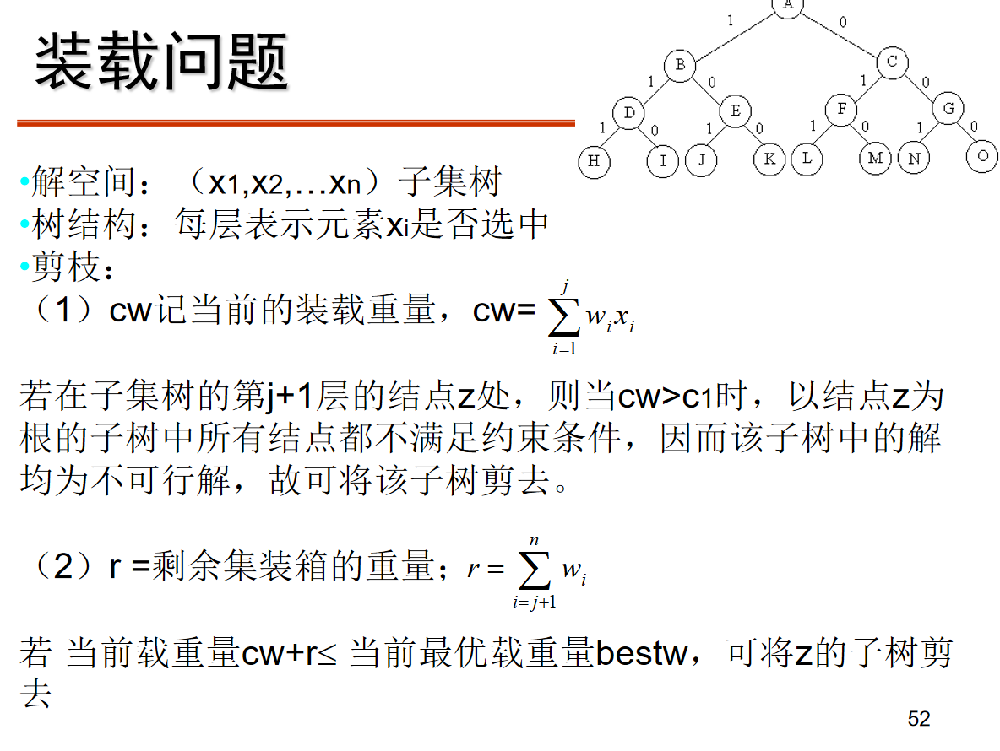 装载问题
A
1 0
B C
1 0 1 0
D E F G
1 0 1 0 1 0 1 0
H I J K L M N O
•解空间：（x1,x2,…xn）子集树
•树结构：每层表示元素xi是否选中
•剪枝：
（1）cw记当前的装载重量，cw= \sum_{i=1}^{j} w_i x_i
若在子集树的第j+1层的结点z处，则当cw>c1时，以结点z为
根的子树中所有结点都不满足约束条件，因而该子树中的解
均为不可行解，故可将该子树剪去。
（2）r =剩余集装箱的重量；r = \sum_{i=j+1}^{n} w_i
若 当前载重量cw+r≤ 当前最优载重量bestw，可将z的子树剪
去
52